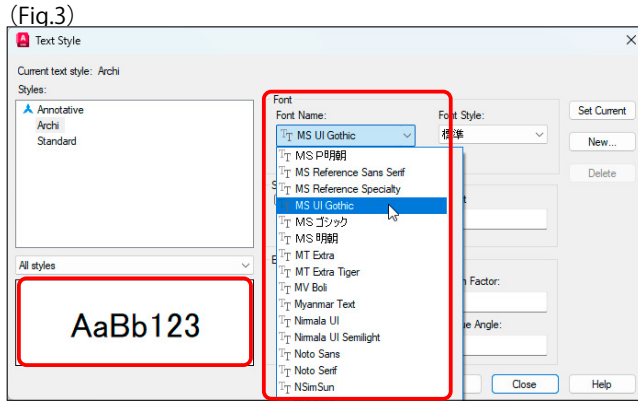 (Fig.3)
Text Style
Current text style: Archi
Styles:
Annotative
Archi
Standard
All styles
AaBb123
Font
Font Name:
MS UI Gothic
MS P明朝
MS Reference Sans Serif
MS Reference Specialty
MS UI Gothic
MS ゴシック
MS 明朝
MT Extra
MT Extra Tiger
MV Boli
Myanmar Text
Nirmala UI
Nirmala UI Semilight
Noto Sans
Noto Serif
NSimSun
Font Style:
標準
Factor:
Angle:
Set Current
New...
Delete
Close
Help